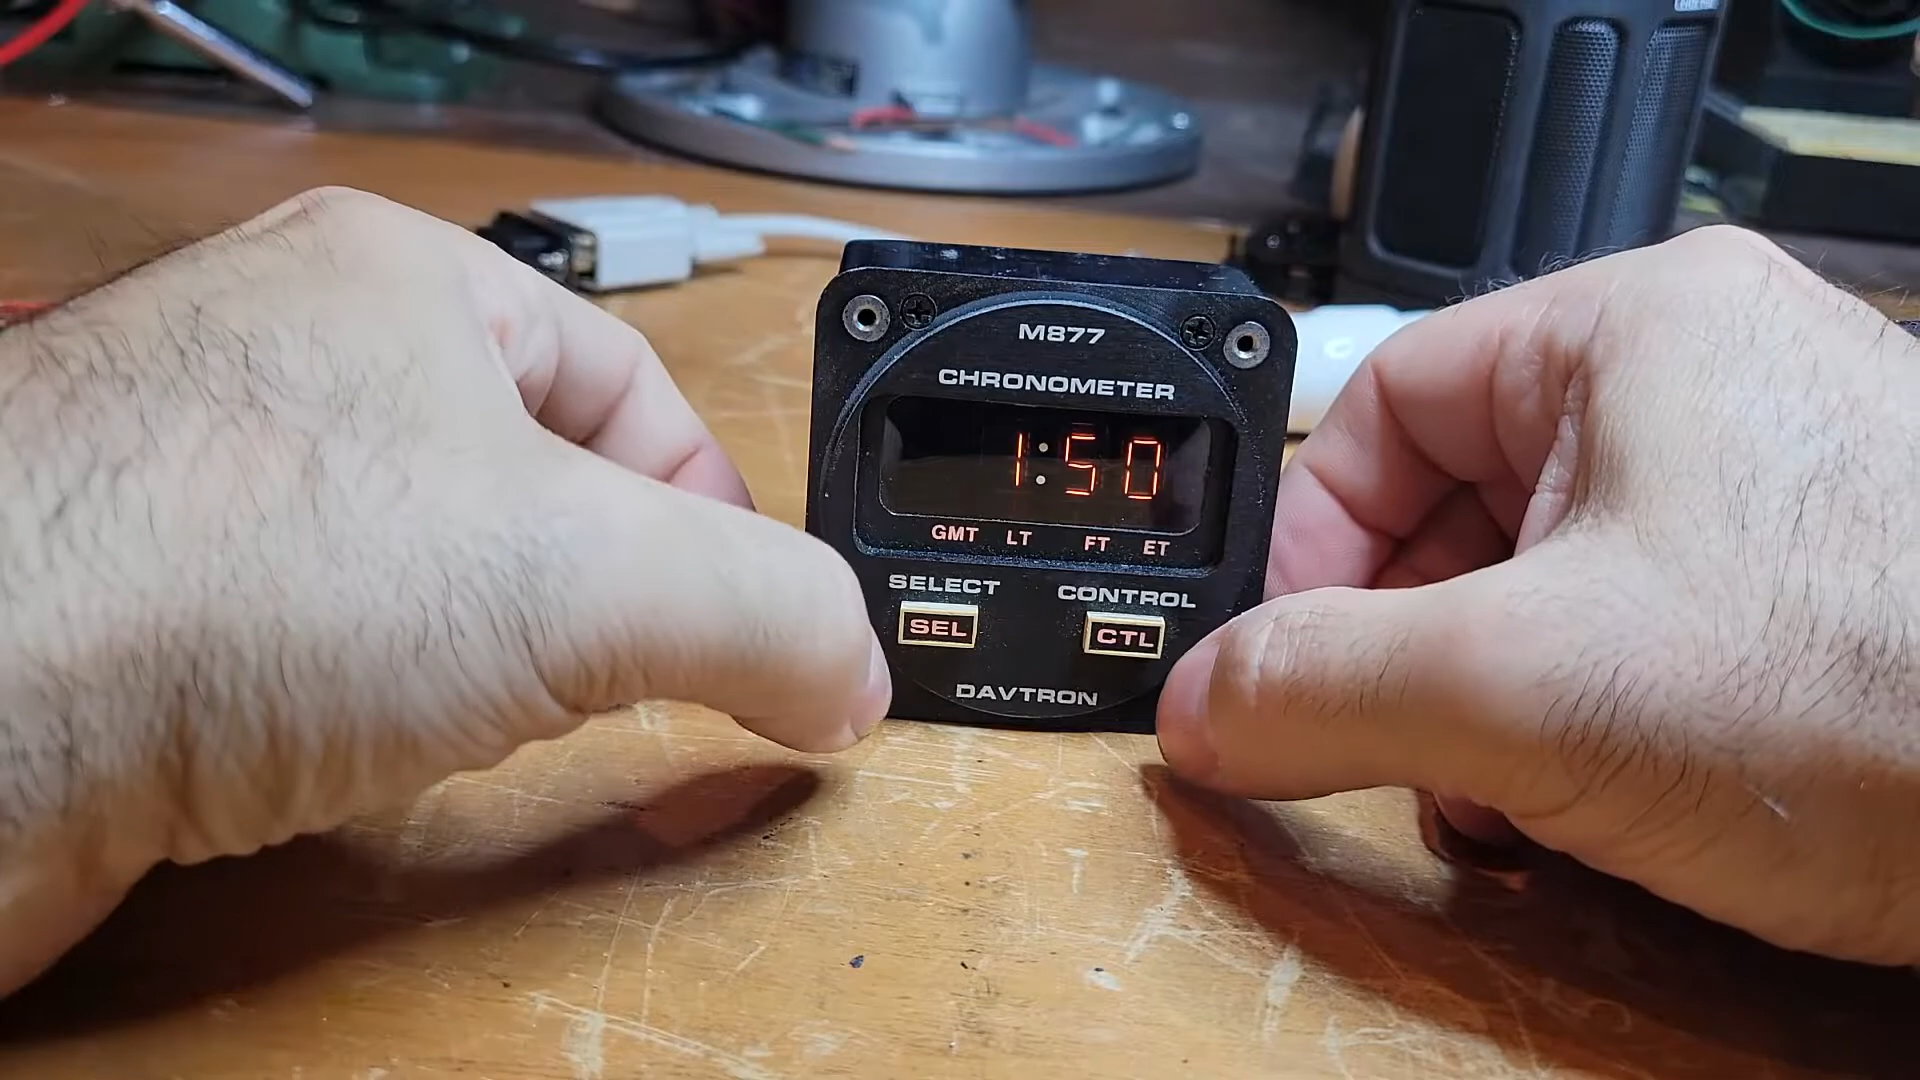 M877
CHRONOMETER
1:50
GMT LT FT ET
SELECT CONTROL
SEL CTL
DAVTRON